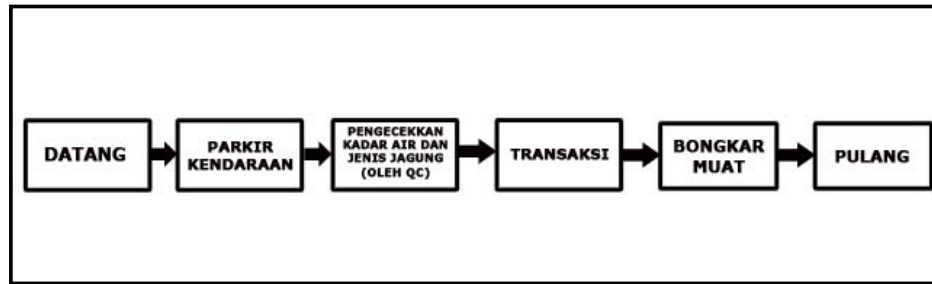 DATANG
PARKIR
KENDARAAN
PENGECEKKAN
KADAR AIR DAN
JENIS JAGUNG
(OLEH QC)
TRANSAKSI
BONGKAR
MUAT
PULANG